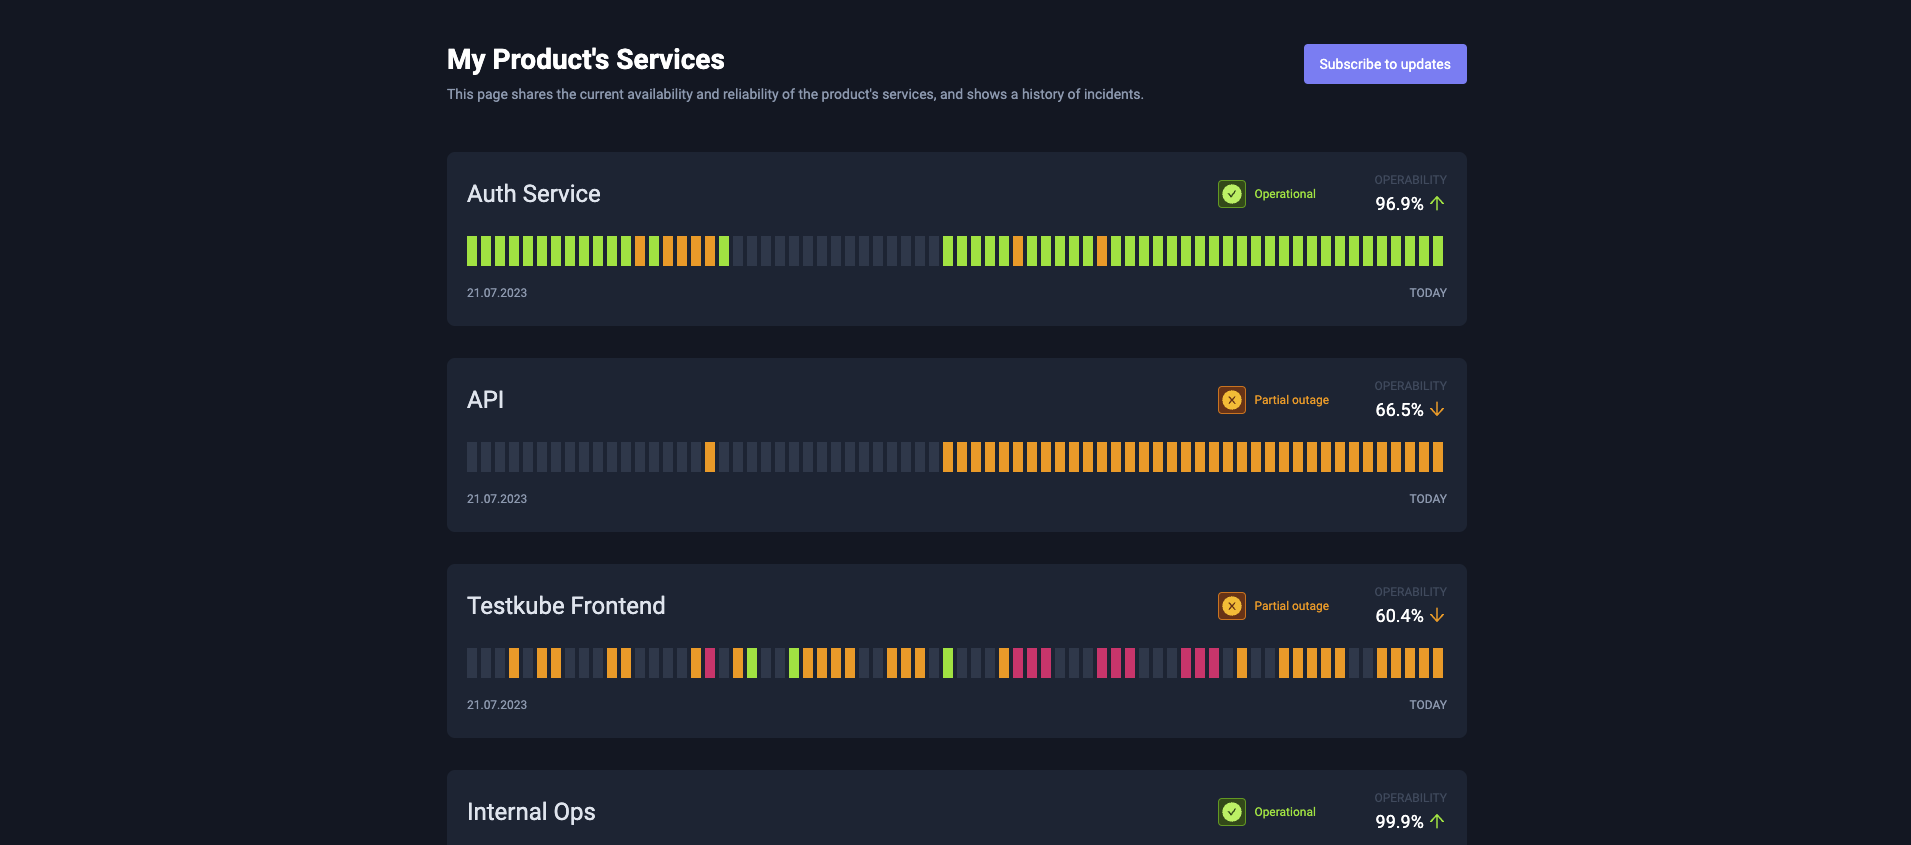 My Product's Services
Subscribe to updates
This page shares the current availability and reliability of the product's services, and shows a history of incidents.
Auth Service
Operational
OPERABILITY
96.9%
21.07.2023
TODAY
API
Partial outage
OPERABILITY
66.5%
21.07.2023
TODAY
Testkube Frontend
Partial outage
OPERABILITY
60.4%
21.07.2023
TODAY
Internal Ops
Operational
OPERABILITY
99.9%